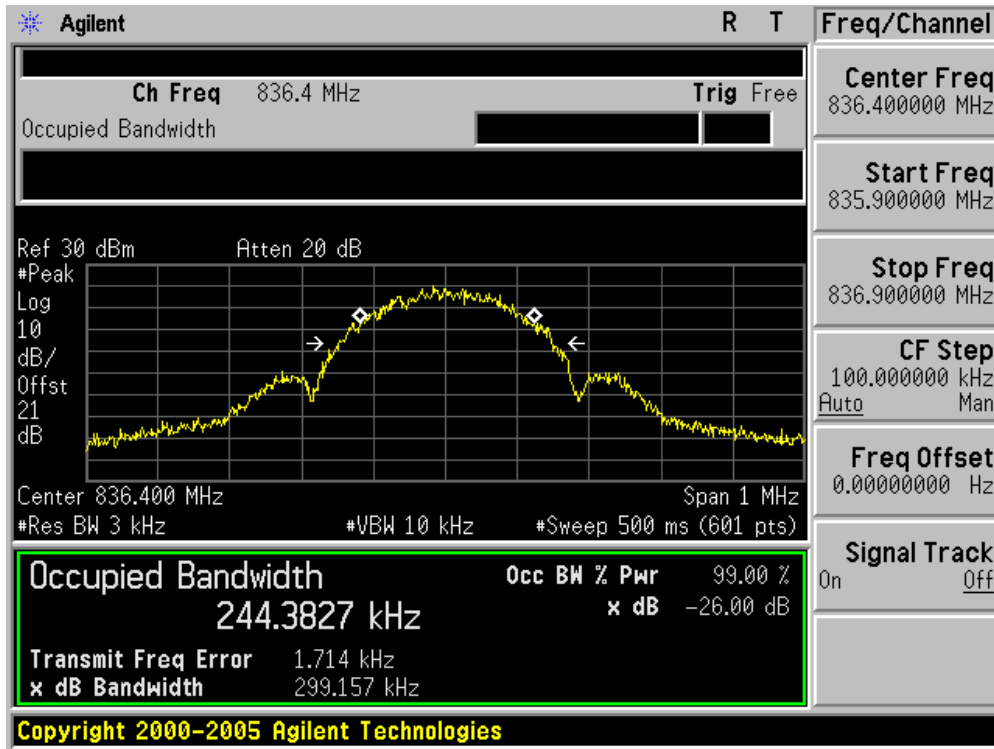 Agilent R T
Freq/Channel
Ch Freq 836.4 MHz Trig Free
Occupied Bandwidth
Center Freq
836.400000 MHz
Start Freq
835.900000 MHz
Stop Freq
836.900000 MHz
CF Step
100.000000 kHz
Auto Man
Freq Offset
0.00000000 Hz
Signal Track
On Off
Ref 30 dBm Atten 20 dB
#Peak
Log
10
dB/
Offst
21
dB
Center 836.400 MHz Span 1 MHz
#Res BW 3 kHz #VBW 10 kHz #Sweep 500 ms (601 pts)
Occupied Bandwidth
244.3827 kHz
Occ BW % Pwr 99.00 %
x dB -26.00 dB
Transmit Freq Error 1.714 kHz
x dB Bandwidth 299.157 kHz
Copyright 2000-2005 Agilent Technologies